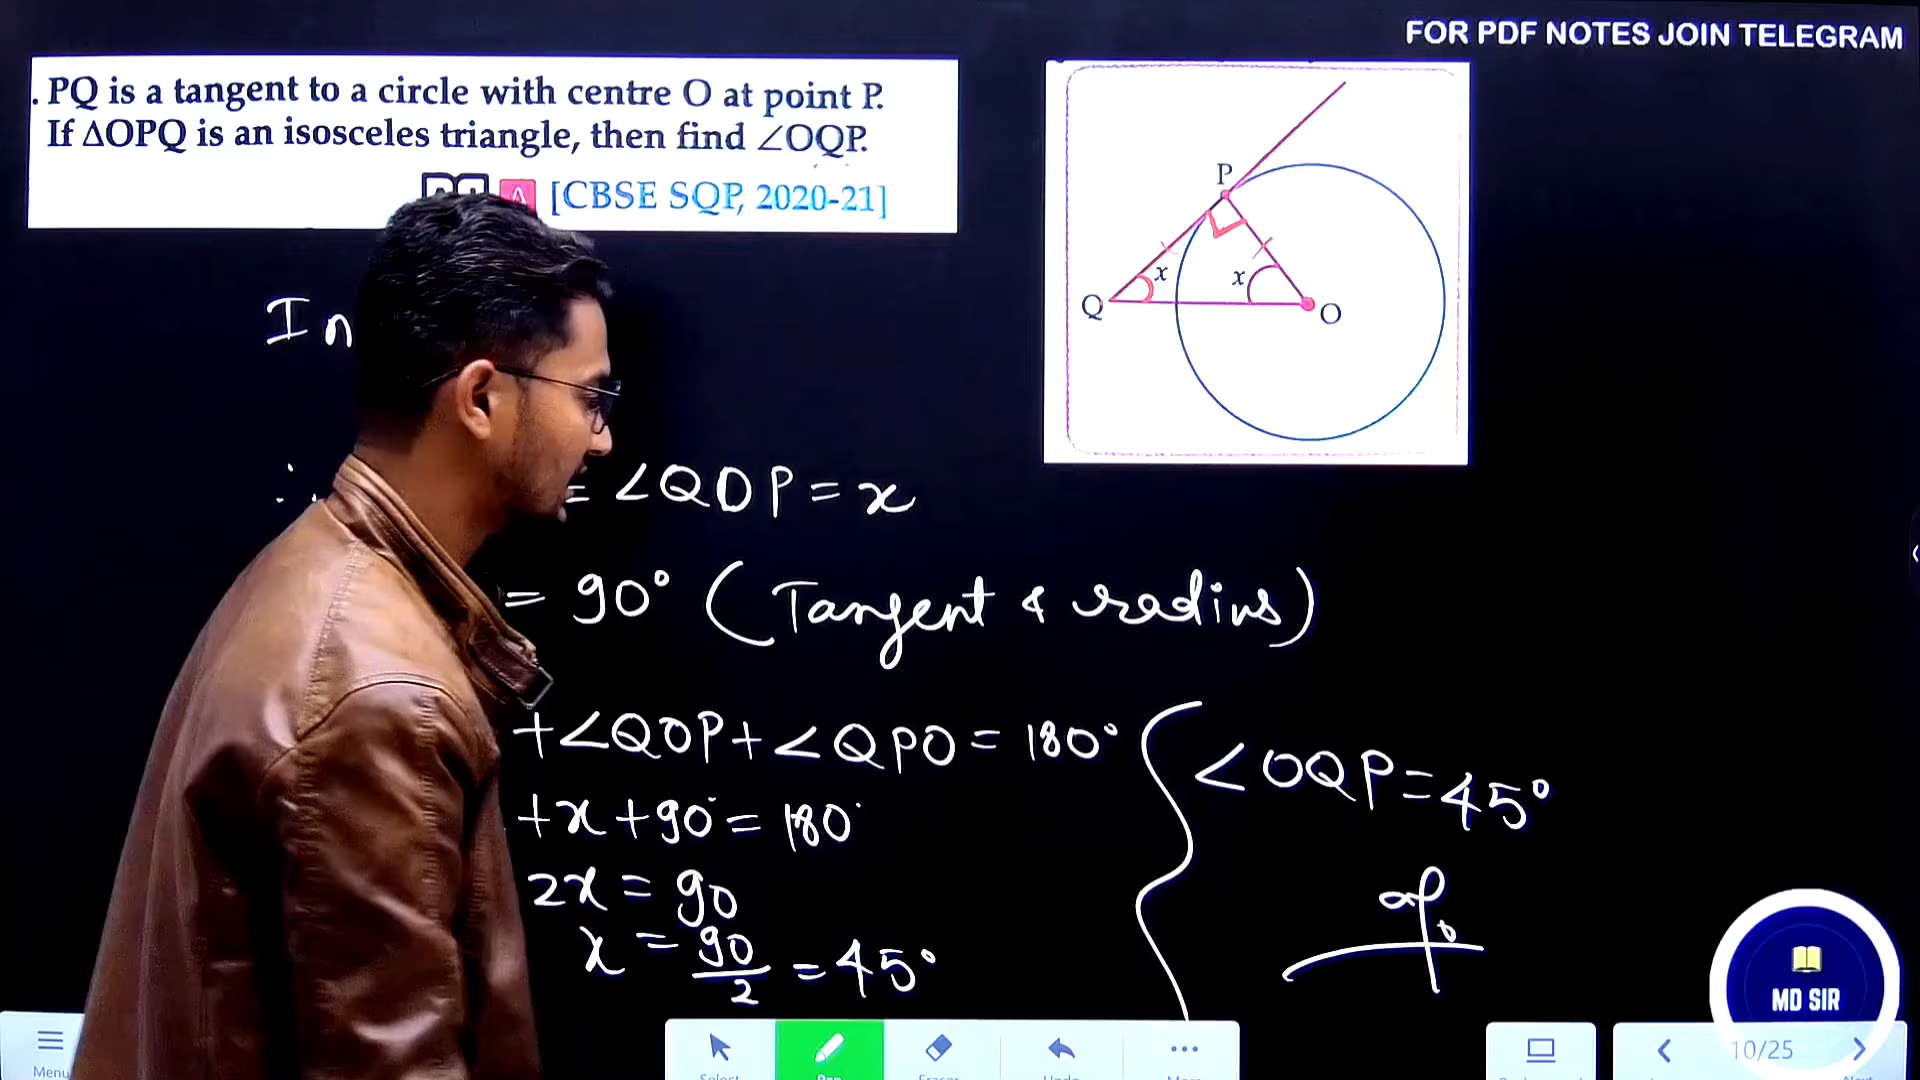 FOR PDF NOTES JOIN TELEGRAM
. PQ is a tangent to a circle with centre O at point P.
If ΔOPQ is an isosceles triangle, then find ∠OQP.
A [CBSE SQP, 2020-21]
P
x
x
Q
O
In
∴ = ∠QOP = x
= 90° (Tangent & radius)
+∠QOP+∠QPO = 180°
+x+90°= 180°
2x = 90
x = 90/2 = 45°
∠OQP=45°
MD SIR
Menu
10/25